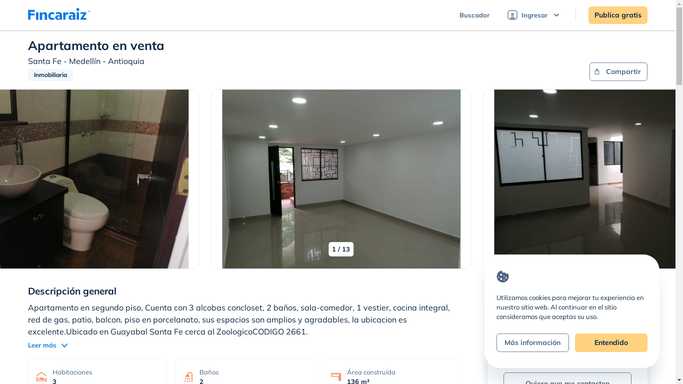 Fincaraiz
Buscador
Ingresar
Publica gratis
Apartamento en venta
Santa Fe - Medellín - Antioquia
Inmobiliaria
Compartir
1 / 13
Descripción general
Apartamento en segundo piso, Cuenta con 3 alcobas concloset, 2 baños, sala-comedor, 1 vestier, cocina integral,
red de gas, patio, balcon, piso en porcelanato, sus espacios son amplios y agradables, la ubicacion es
excelente.Ubicado en Guayabal Santa Fe cerca al ZoologicoCODIGO 2661.
Leer más
Utilizamos cookies para mejorar tu experiencia en
nuestro sitio web. Al continuar en el sitio
consideramos que aceptas su uso.
Más información
Entendido
Habitaciones
3
Baños
2
Área construida
136 m²
Quiero que me contacten